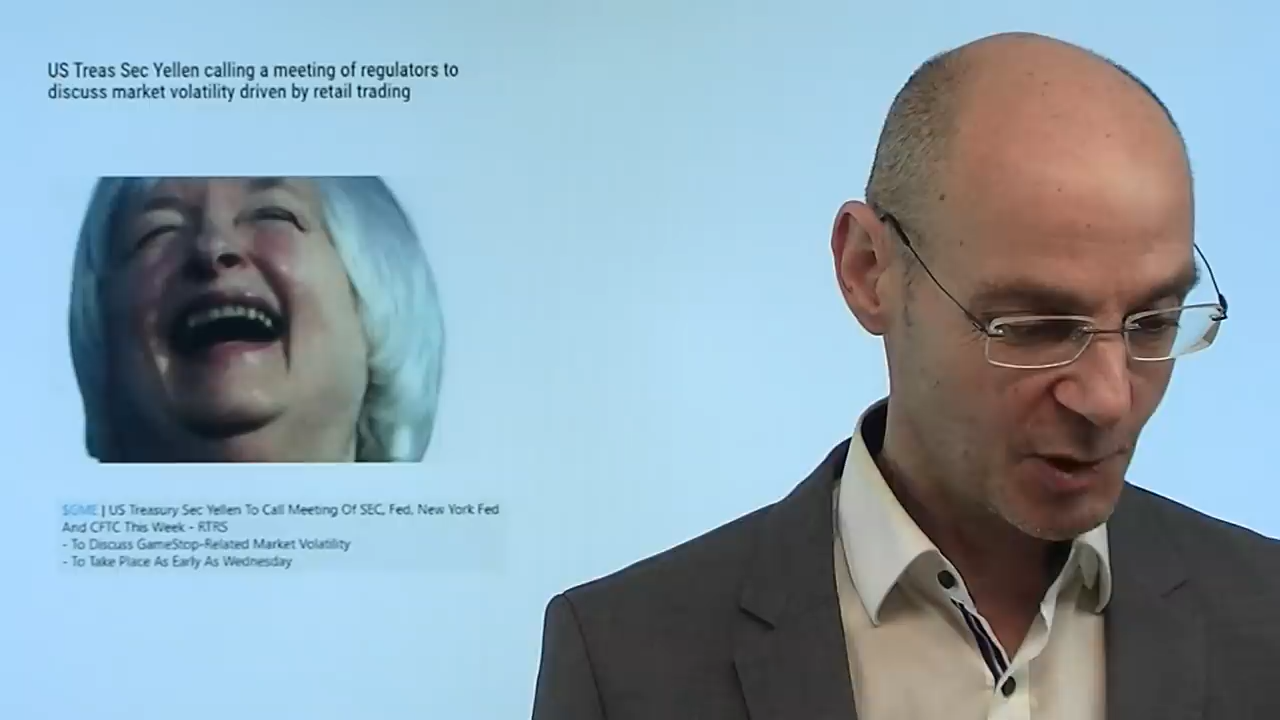 US Treas Sec Yellen calling a meeting of regulators to
discuss market volatility driven by retail trading
$GME | US Treasury Sec Yellen To Call Meeting Of SEC, Fed, New York Fed
And CFTC This Week - RTRS
- To Discuss GameStop-Related Market Volatility
- To Take Place As Early As Wednesday